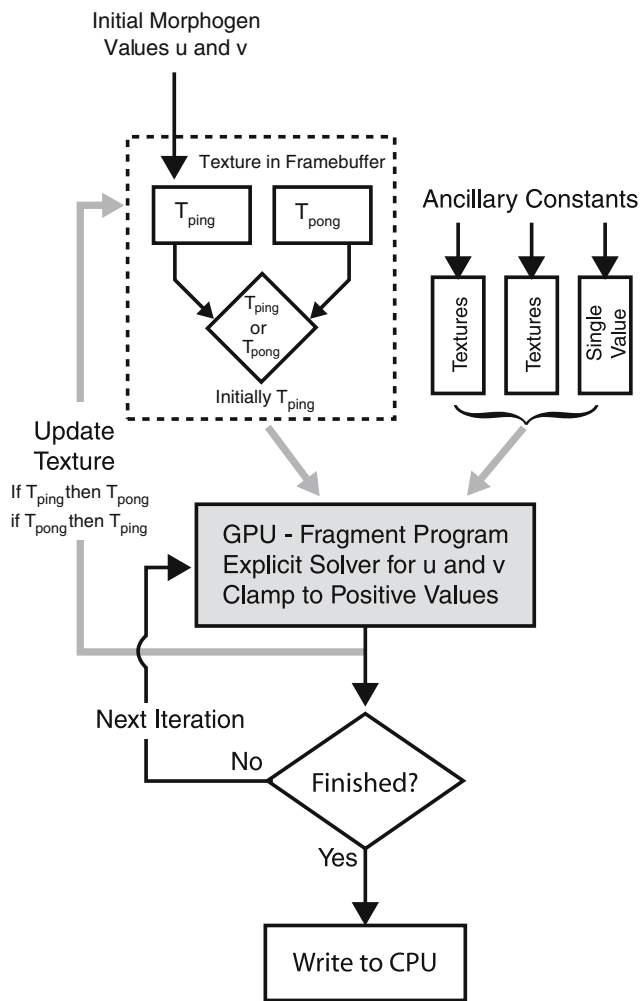 Initial Morphogen
Values u and v
Texture in Framebuffer
T_ping
T_pong
T_ping
or
T_pong
Initially T_ping
Ancillary Constants
Textures
Textures
Single
Value
Update
Texture
If T_ping then T_pong
if T_pong then T_ping
GPU - Fragment Program
Explicit Solver for u and v
Clamp to Positive Values
Next Iteration
No
Finished?
Yes
Write to CPU